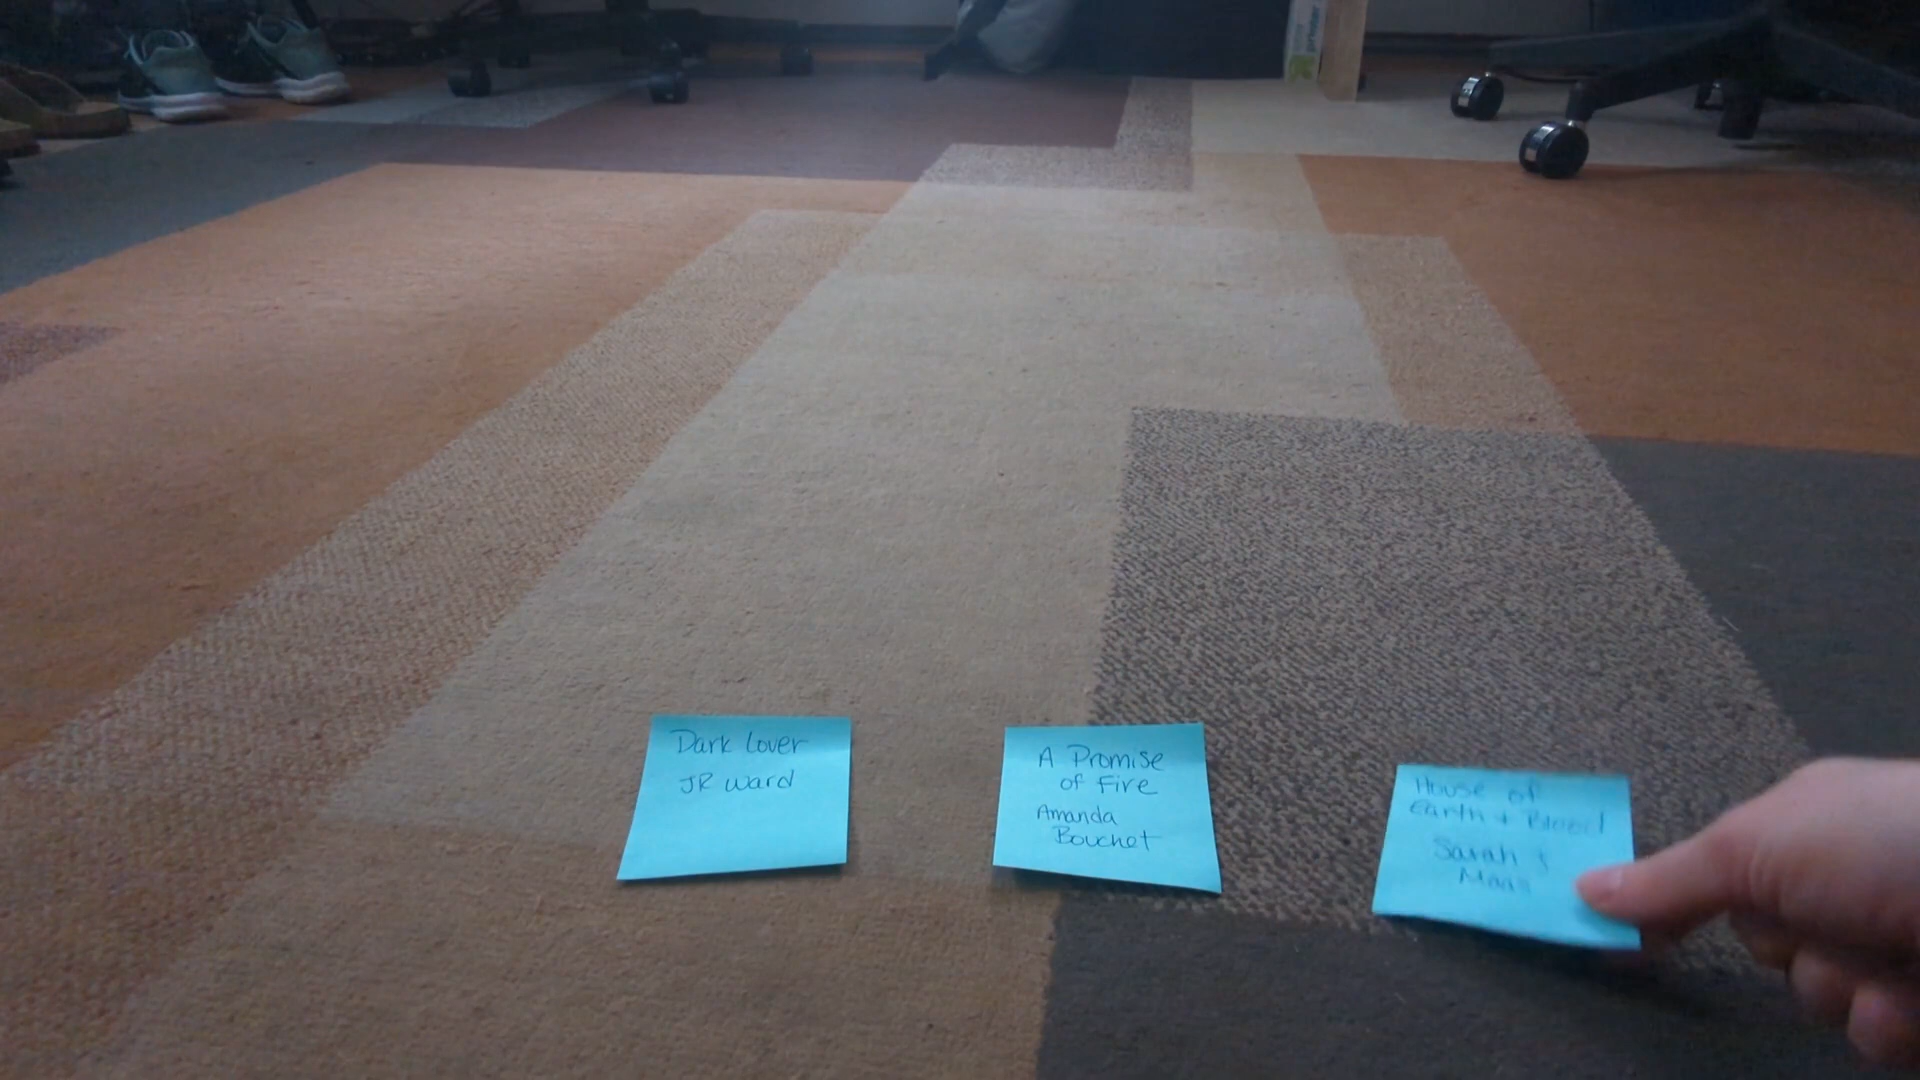 Dark Lover
JR Ward
A Promise
of Fire
Amanda
Bouchet
House of
Earth + Blood
Sarah J
Maas